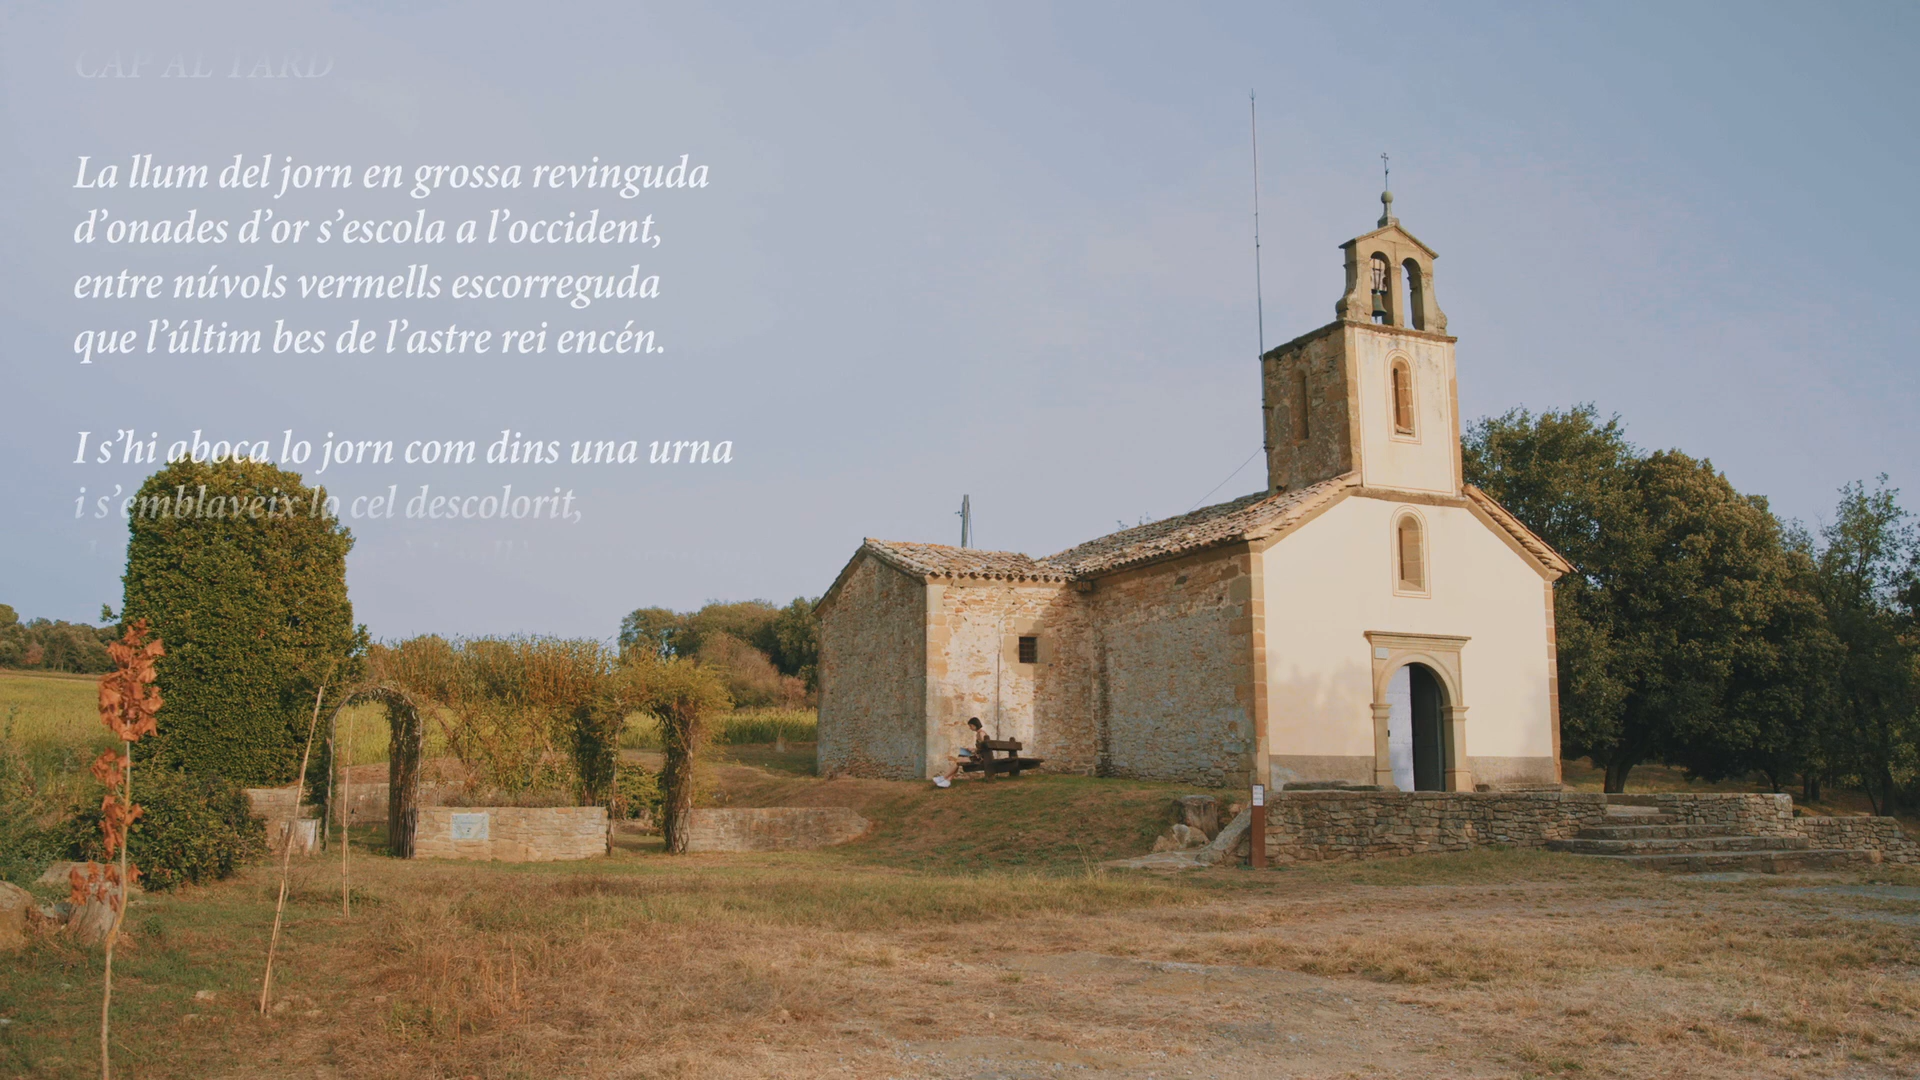 CAP AL TARD
La llum del jorn en grossa revinguda
d’onades d’or s’escola a l’occident,
entre núvols vermells escorreguda
que l’últim bes de l’astre rei encén.
I s’hi aboca lo jorn com dins una urna
i s’emblaveix lo cel descolorit,